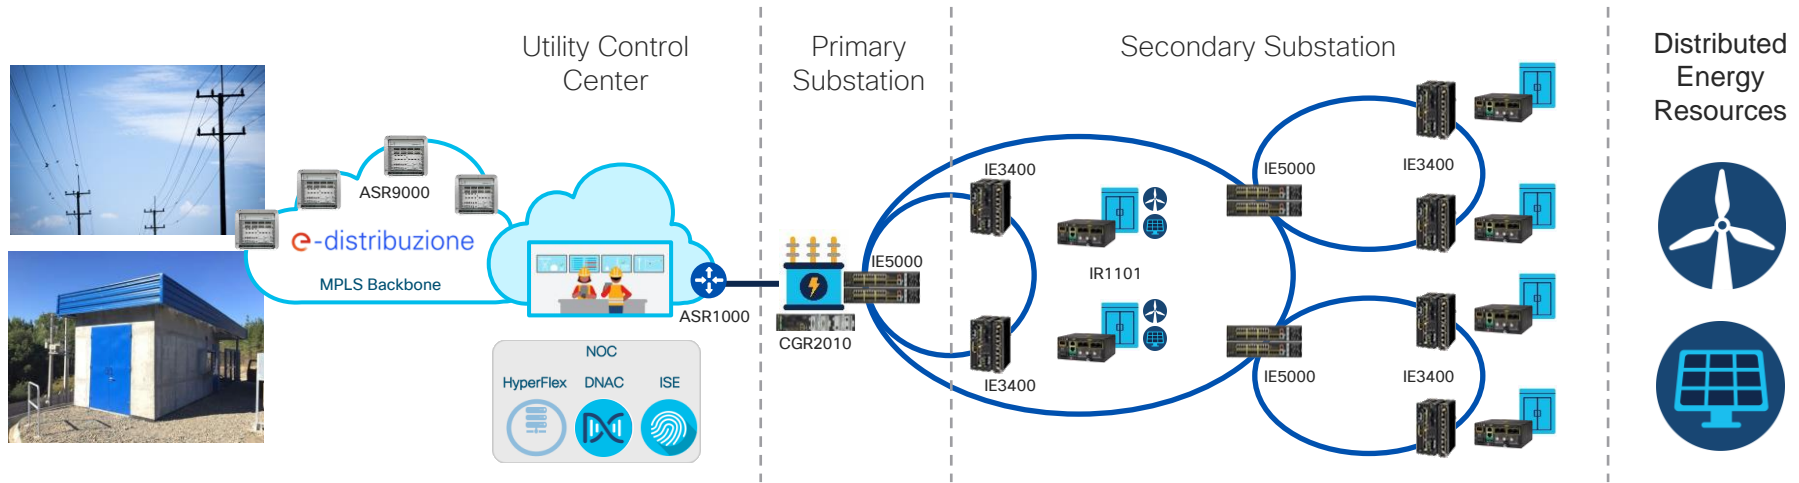 Utility Control
Center
Primary
Substation
Secondary Substation
Distributed
Energy
Resources
ASR9000
e-distribuzione
MPLS Backbone
ASR1000
NOC
HyperFlex
DNAC
ISE
IE5000
CGR2010
IE3400
IE3400
IR1101
IE5000
IE5000
IE3400
IE3400